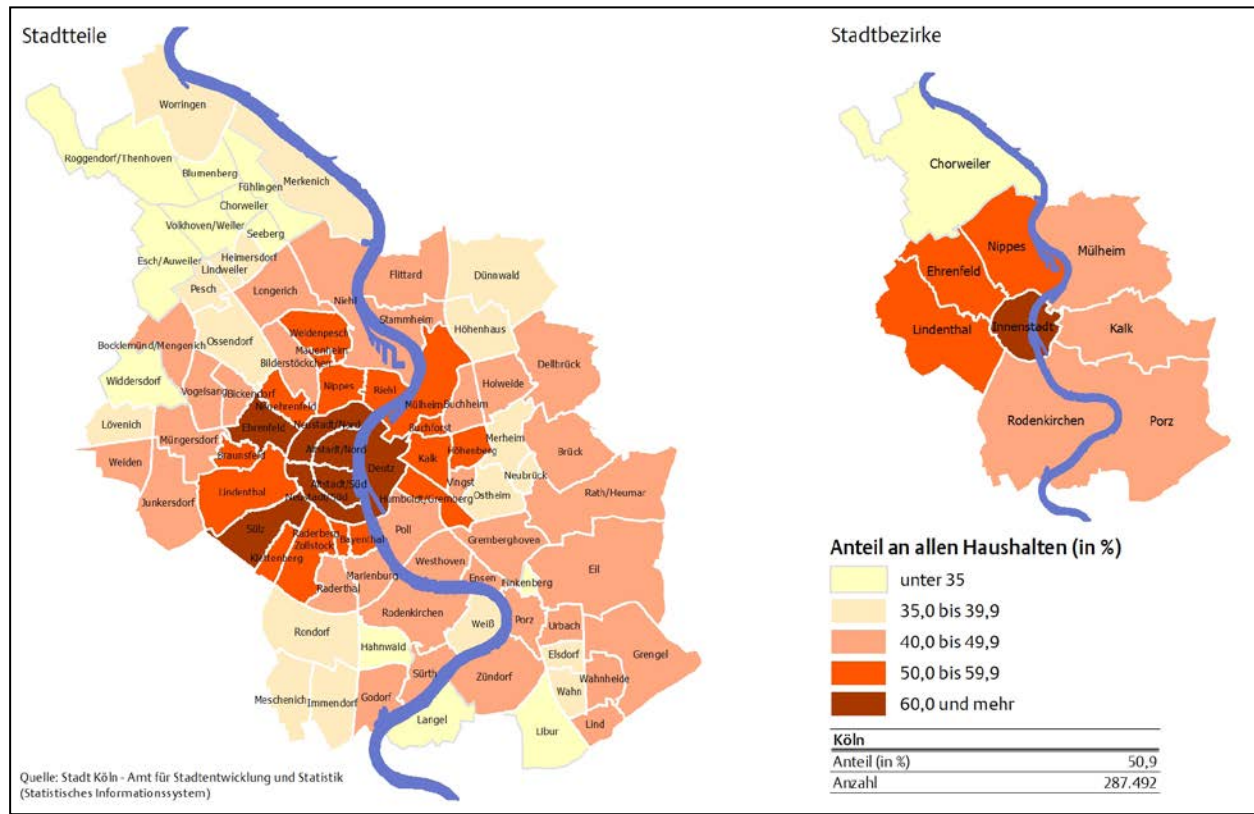 Stadtteile
Worringen
Roggendorf/Thenhoven
Blumenberg
Fühlingen
Merkenich
Chorweiler
Volkhoven/Weiler
Seeberg
Esch/Auweiler
Heimersdorf
Lindweiler
Pesch
Longerich
Niehl
Flittard
Dünnwald
Stammheim
Höhenhaus
Ossendorf
Weidenpesch
Mauenheim
Bocklemünd/Mengenich
Bilderstöckchen
Dellbrück
Widdersdorf
Vogelsang
Bickendorf
Nippes
Riehl
Holweide
Neuehrenfeld
Mülheim
Buchheim
Lövenich
Ehrenfeld
Neustadt/Nord
Buchforst
Merheim
Müngersdorf
Altstadt/Nord
Höhenberg
Brück
Weiden
Braunsfeld
Deutz
Kalk
Neubrück
Vingst
Junkersdorf
Lindenthal
Altstadt/Süd
Neustadt/Süd
Humboldt/Gremberg
Ostheim
Rath/Heumar
Sülz
Raderberg
Zollstock
Bayenthal
Poll
Gremberghoven
Klettenberg
Marienburg
Westhoven
Eil
Raderthal
Ensen
Finkenberg
Rodenkirchen
Weiß
Porz
Urbach
Rondorf
Hahnwald
Elsdorf
Grengel
Sürth
Zündorf
Wahn
Wahnheide
Meschenich
Immendorf
Godorf
Langel
Libur
Lind
Quelle: Stadt Köln - Amt für Stadtentwicklung und Statistik
(Statistisches Informationssystem)
Stadtbezirke
Chorweiler
Nippes
Mülheim
Ehrenfeld
Lindenthal
Innenstadt
Kalk
Rodenkirchen
Porz
Anteil an allen Haushalten (in %)
unter 35
35,0 bis 39,9
40,0 bis 49,9
50,0 bis 59,9
60,0 und mehr
Köln
Anteil (in %) 50,9
Anzahl 287.492